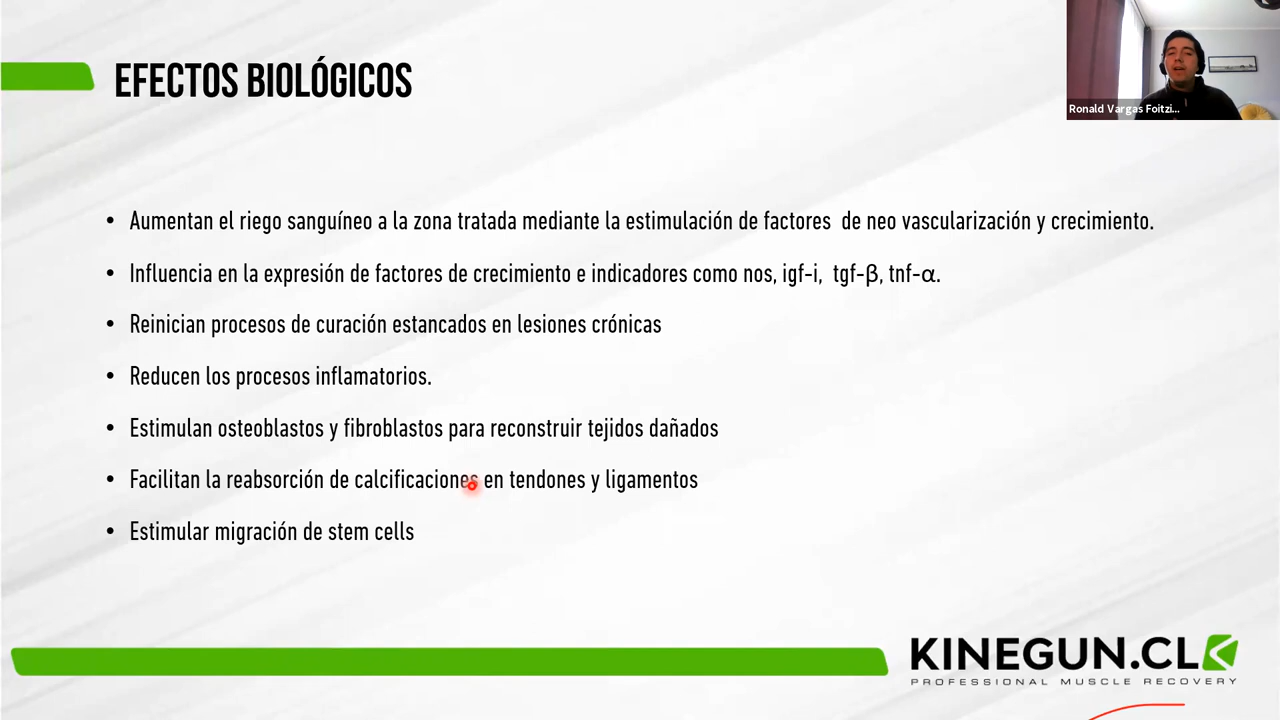 EFECTOS BIOLÓGICOS
Ronald Vargas Foitzi...
• Aumentan el riego sanguíneo a la zona tratada mediante la estimulación de factores de neo vascularización y crecimiento.
• Influencia en la expresión de factores de crecimiento e indicadores como nos, igf-i, tgf-β, tnf-α.
• Reinician procesos de curación estancados en lesiones crónicas
• Reducen los procesos inflamatorios.
• Estimulan osteoblastos y fibroblastos para reconstruir tejidos dañados
• Facilitan la reabsorción de calcificaciones en tendones y ligamentos
• Estimular migración de stem cells
KINEGUN.CL
PROFESSIONAL MUSCLE RECOVERY